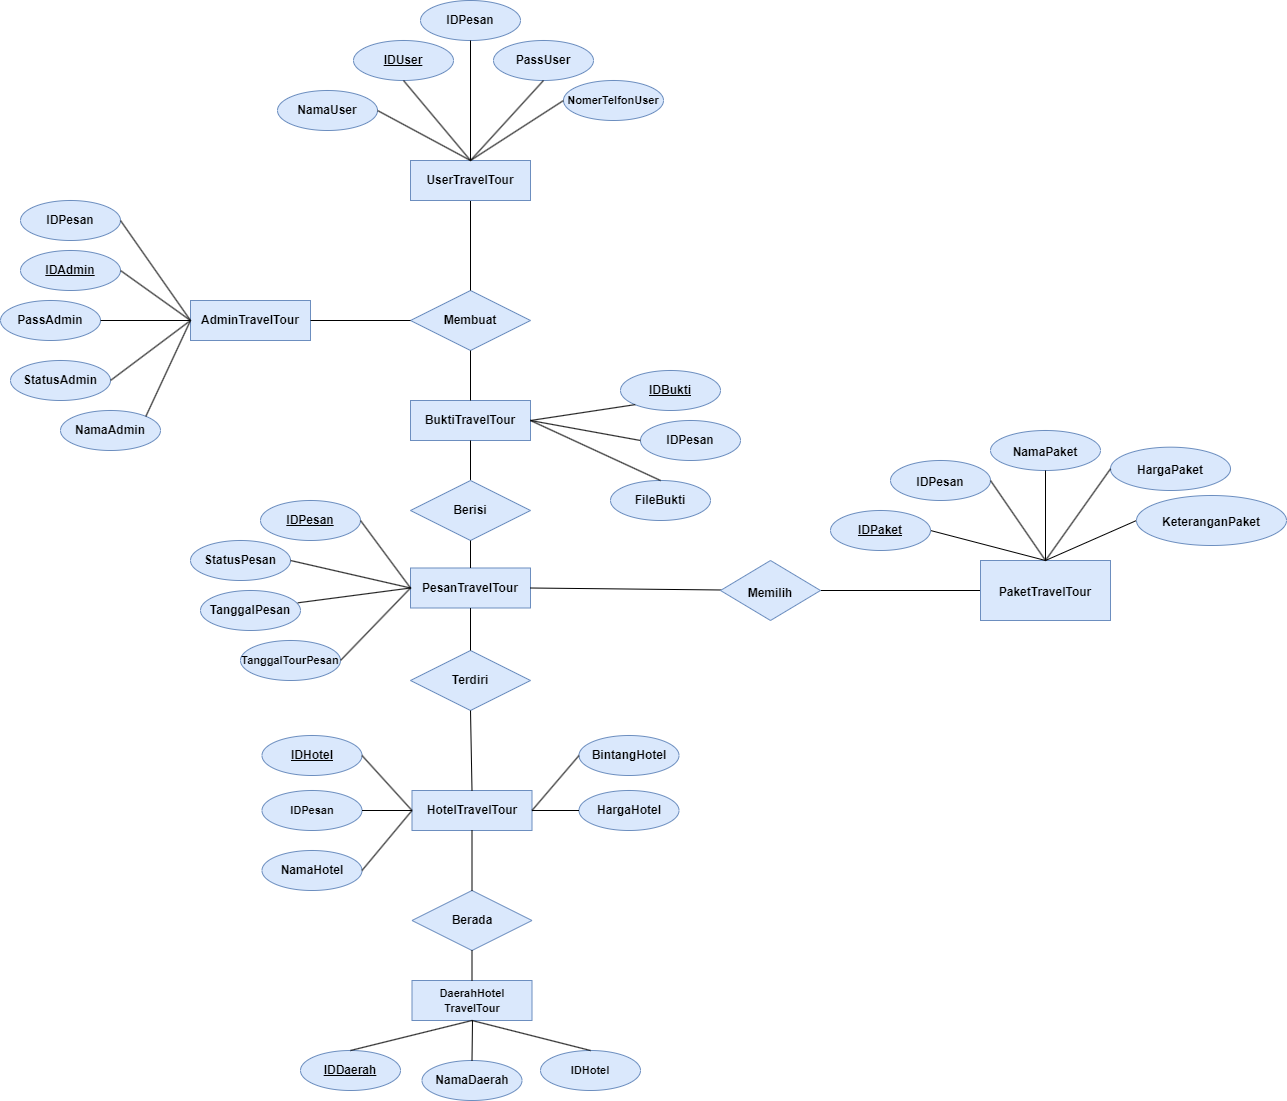 IDPesan
IDUser
PassUser
NamaUser
NomerTelfonUser
UserTravelTour
IDPesan
IDAdmin
PassAdmin
StatusAdmin
NamaAdmin
AdminTravelTour
Membuat
BuktiTravelTour
IDBukti
IDPesan
FileBukti
Berisi
IDPesan
StatusPesan
TanggalPesan
TanggalTourPesan
PesanTravelTour
Memilih
NamaPaket
HargaPaket
IDPesan
KeteranganPaket
IDPaket
PaketTravelTour
Terdiri
IDHotel
IDPesan
NamaHotel
HotelTravelTour
BintangHotel
HargaHotel
Berada
DaerahHotel
TravelTour
IDDaerah
NamaDaerah
IDHotel